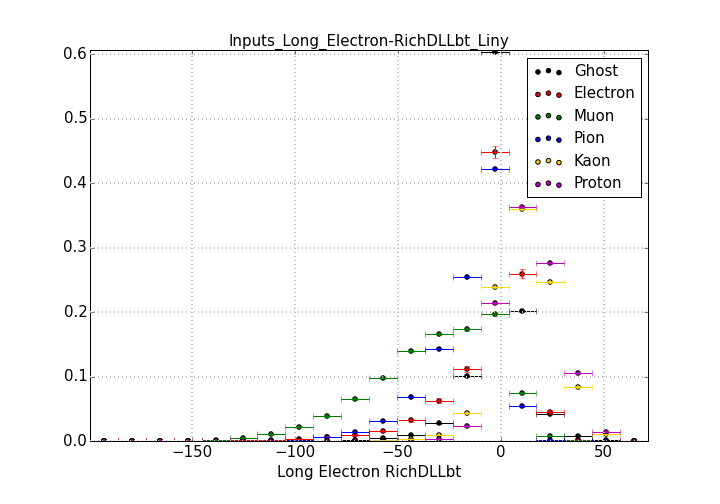 Inputs_Long_Electron-RichDLLbt_Liny
0.6
0.5
0.4
0.3
0.2
0.1
0.0
Ghost
Electron
Muon
Pion
Kaon
Proton
−150
−100
−50
0
50
Long Electron RichDLLbt